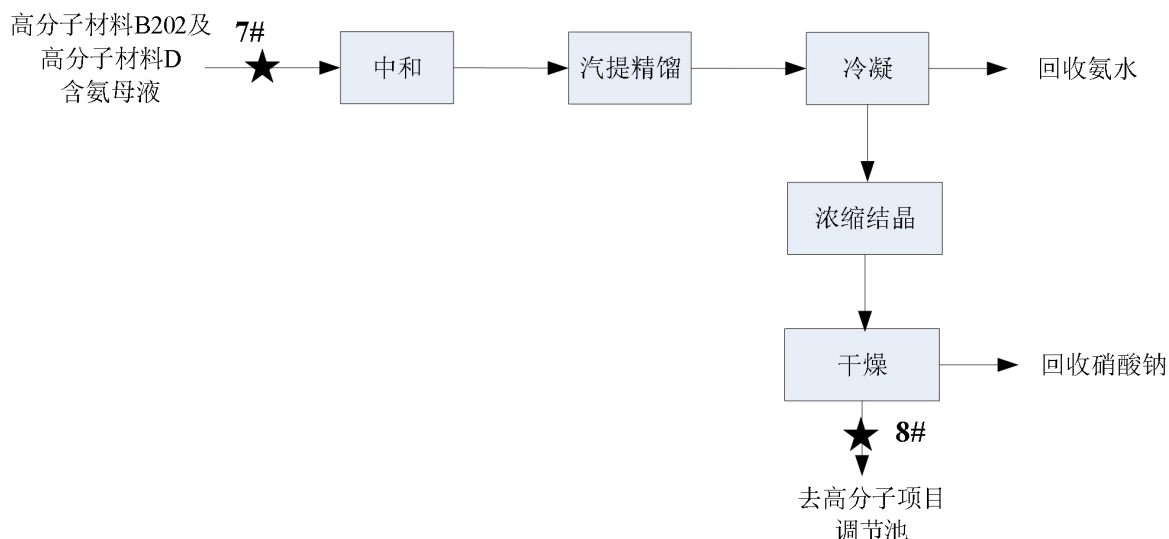 高分子材料B202及
高分子材料D
含氨母液
7#
中和
汽提精馏
冷凝
回收氨水
浓缩结晶
干燥
回收硝酸钠
8#
去高分子项目
调节池